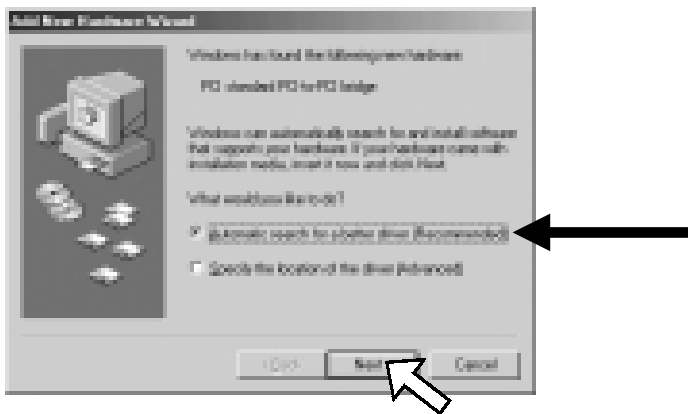 Add New Hardware Wizard
Windows has found the following new hardware:
PCI standard PCI-to-PCI bridge
Windows can automatically search for and install software
that supports your hardware. If your hardware came with
installation media, insert it now and click Next.
What would you like to do?
Automatic search for a better driver (Recommended)
Specify the location of the driver (Advanced)
< Back
Next
Cancel